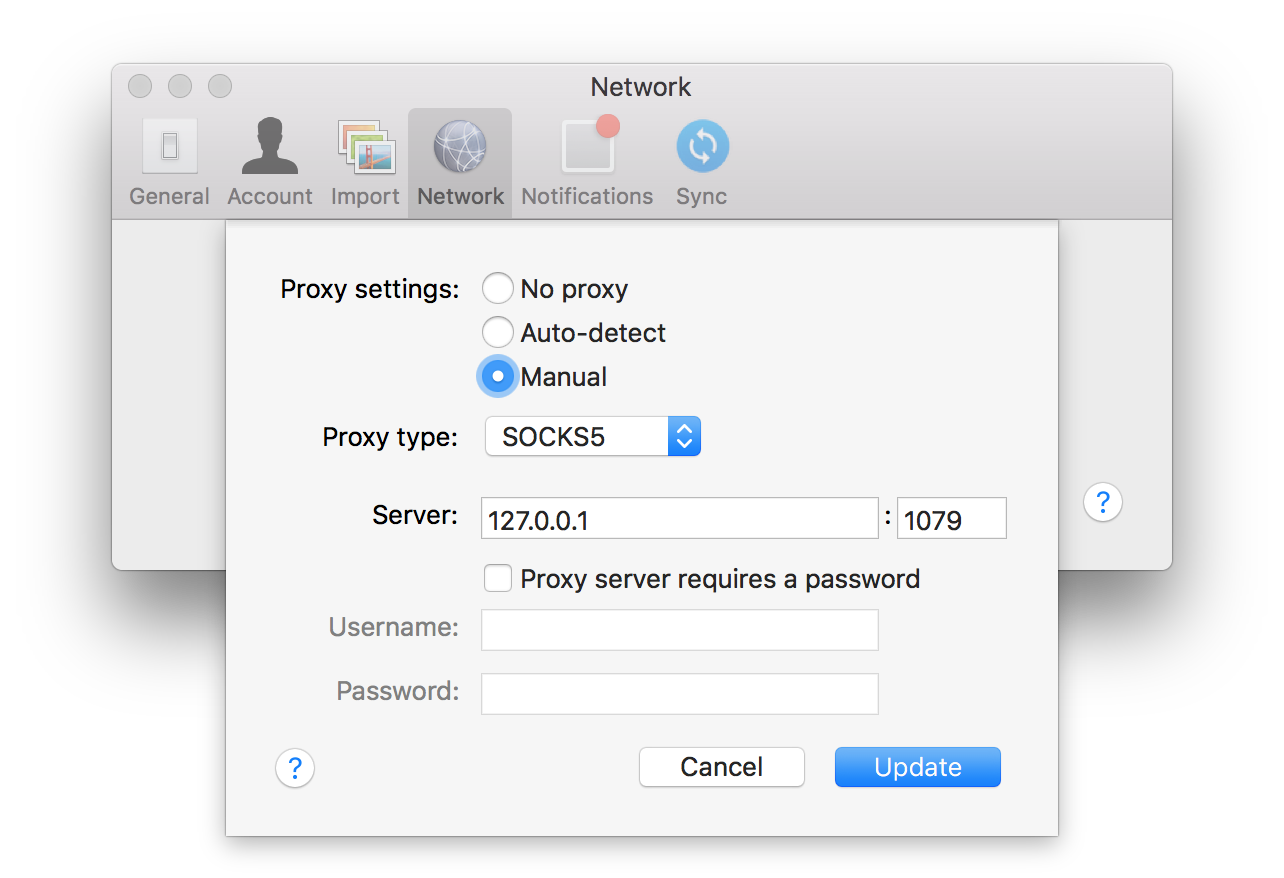 Network
General Account Import Network Notifications Sync
Proxy settings: No proxy
Auto-detect
Manual
Proxy type: SOCKS5
Server: 127.0.0.1 : 1079
?
Proxy server requires a password
Username:
Password:
? Cancel Update